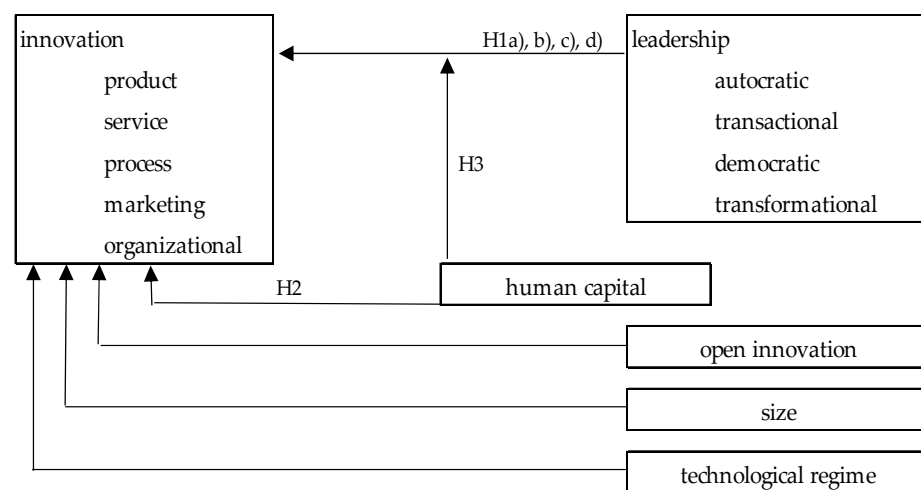 innovation
product
service
process
marketing
organizational
H1a), b), c), d)
leadership
autocratic
transactional
democratic
transformational
H3
H2
human capital
open innovation
size
technological regime